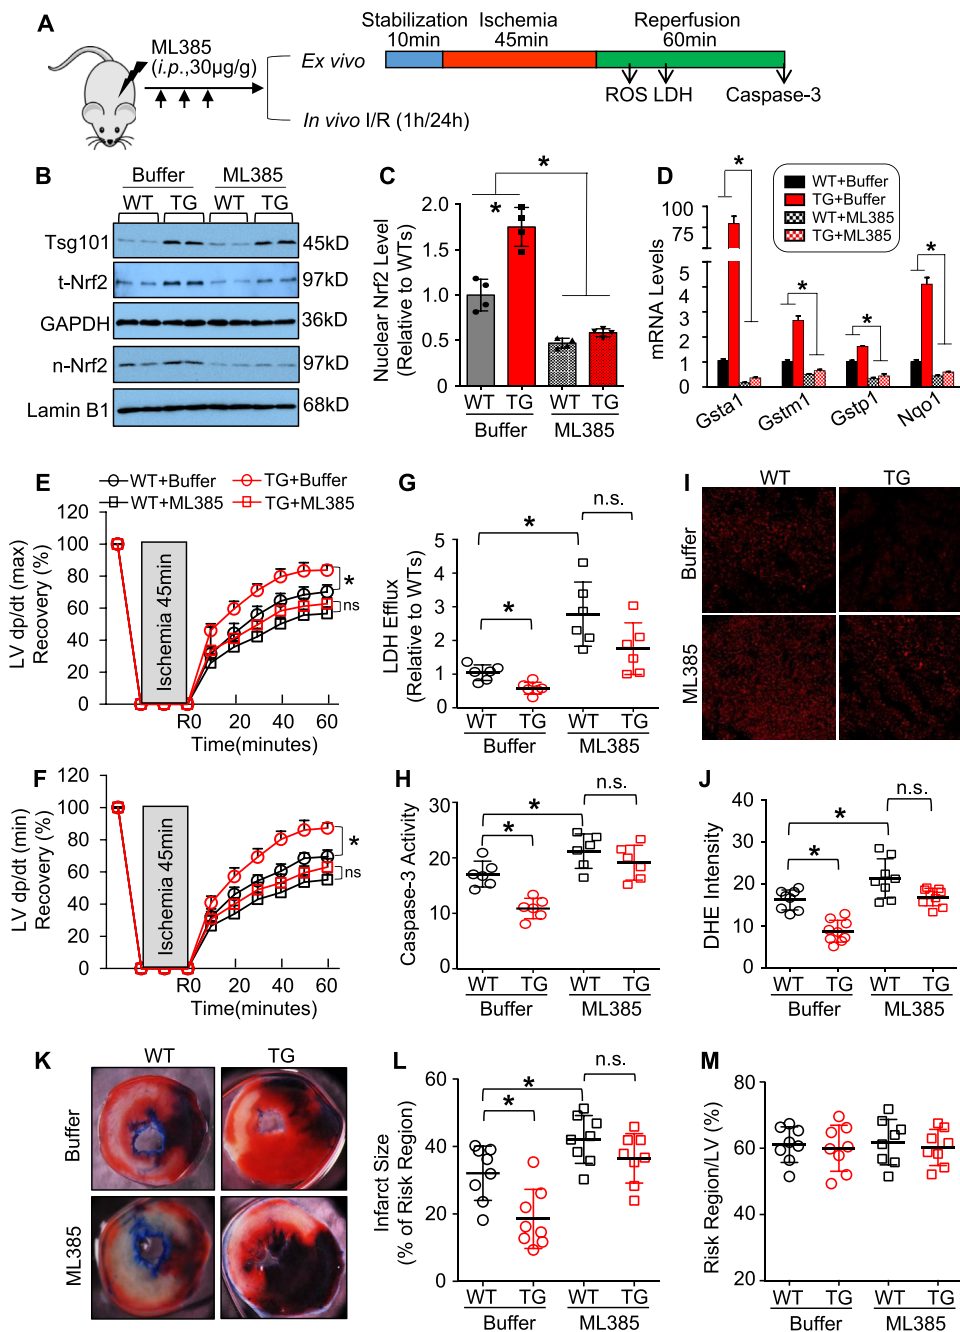 A
ML385
(i.p.,30µg/g)
Ex vivo
In vivo I/R (1h/24h)
Stabilization Ischemia Reperfusion
10min 45min 60min
ROS LDH Caspase-3
B
Buffer ML385
WT TG WT TG
Tsg101 45kD
t-Nrf2 97kD
GAPDH 36kD
n-Nrf2 97kD
Lamin B1 68kD
C
Nuclear Nrf2 Level
(Relative to WTs)
2.0
1.5
1.0
0.5
0
*
*
WT TG WT TG
Buffer ML385
D
WT+Buffer
TG+Buffer
WT+ML385
TG+ML385
mRNA Levels
100
75
4
3
2
1
0
* * * *
Gsta1 Gstm1 Gstp1 Nqo1
E
WT+Buffer TG+Buffer
WT+ML385 TG+ML385
LV dp/dt (max)
Recovery (%)
120
100
80
60
40
20
0
Ischemia 45min
*
ns
R0 20 40 60
Time(minutes)
F
LV dp/dt (min)
Recovery (%)
120
100
80
60
40
20
0
Ischemia 45min
*
ns
R0 20 40 60
Time(minutes)
G
LDH Efflux
(Relative to WTs)
5
4
3
2
1
0
* * n.s.
WT TG WT TG
Buffer ML385
H
Caspase-3 Activity
20
10
0
* * n.s.
WT TG WT TG
Buffer ML385
I
WT TG
Buffer
ML385
J
DHE Intensity
40
30
20
10
0
* * n.s.
WT TG WT TG
Buffer ML385
K
WT TG
Buffer
ML385
L
Infarct Size
(% of Risk Region)
60
40
20
0
* * n.s.
WT TG WT TG
Buffer ML385
M
Risk Region/LV (%)
80
60
40
20
WT TG WT TG
Buffer ML385